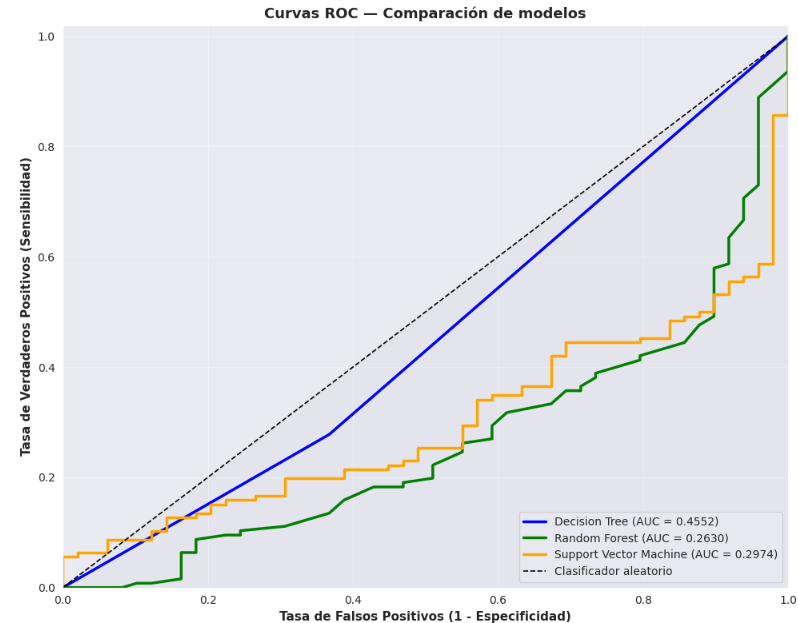 Curvas ROC — Comparación de modelos
Tasa de Verdaderos Positivos (Sensibilidad)
1.0
0.8
0.6
0.4
0.2
0.0
Decision Tree (AUC = 0.4552)
Random Forest (AUC = 0.2630)
Support Vector Machine (AUC = 0.2974)
Clasificador aleatorio
0.0 0.2 0.4 0.6 0.8 1.0
Tasa de Falsos Positivos (1 - Especificidad)